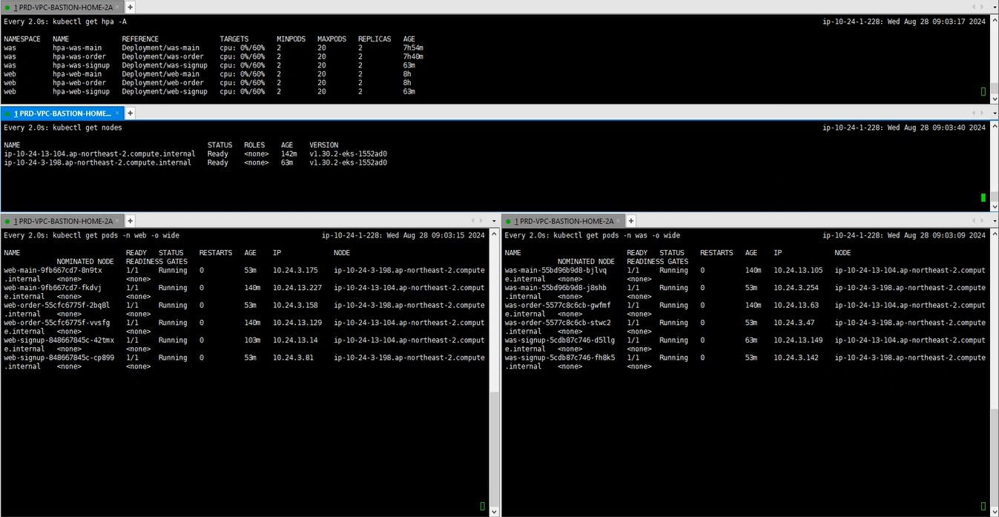 1 PRD-VPC-BASTION-HOME-2A × +
Every 2.0s: kubectl get hpa -A ip-10-24-1-228: Wed Aug 28 09:03:17 2024
NAMESPACE NAME REFERENCE TARGETS MINPODS MAXPODS REPLICAS AGE
was hpa-was-main Deployment/was-main cpu: 0%/60% 2 20 2 7h54m
was hpa-was-order Deployment/was-order cpu: 0%/60% 2 20 2 7h40m
was hpa-was-signup Deployment/was-signup cpu: 0%/60% 2 20 2 63m
web hpa-web-main Deployment/web-main cpu: 0%/60% 2 20 2 8h
web hpa-web-order Deployment/web-order cpu: 0%/60% 2 20 2 8h
web hpa-web-signup Deployment/web-signup cpu: 0%/60% 2 20 2 63m
1 PRD-VPC-BASTION-HOME... × +
Every 2.0s: kubectl get nodes ip-10-24-1-228: Wed Aug 28 09:03:40 2024
NAME STATUS ROLES AGE VERSION
ip-10-24-13-104.ap-northeast-2.compute.internal Ready <none> 142m v1.30.2-eks-1552ad0
ip-10-24-3-198.ap-northeast-2.compute.internal Ready <none> 63m v1.30.2-eks-1552ad0
1 PRD-VPC-BASTION-HOME-2A × +
Every 2.0s: kubectl get pods -n web -o wide ip-10-24-1-228: Wed Aug 28 09:03:15 2024
NAME READY STATUS RESTARTS AGE IP NODE
NOMINATED NODE READINESS GATES
web-main-9fb667cd7-8n9tx 1/1 Running 0 53m 10.24.3.175 ip-10-24-3-198.ap-northeast-2.compute
.internal <none> <none>
web-main-9fb667cd7-fkdvj 1/1 Running 0 140m 10.24.13.227 ip-10-24-13-104.ap-northeast-2.comput
e.internal <none> <none>
web-order-55cfc6775f-2bq8l 1/1 Running 0 53m 10.24.3.158 ip-10-24-3-198.ap-northeast-2.compute
.internal <none> <none>
web-order-55cfc6775f-vvsfg 1/1 Running 0 140m 10.24.13.129 ip-10-24-13-104.ap-northeast-2.comput
e.internal <none> <none>
web-signup-848667845c-42tmx 1/1 Running 0 103m 10.24.13.14 ip-10-24-13-104.ap-northeast-2.comput
e.internal <none> <none>
web-signup-848667845c-cp899 1/1 Running 0 53m 10.24.3.81 ip-10-24-3-198.ap-northeast-2.compute
.internal <none> <none>
1 PRD-VPC-BASTION-HOME-2A × +
Every 2.0s: kubectl get pods -n was -o wide ip-10-24-1-228: Wed Aug 28 09:03:09 2024
NAME READY STATUS RESTARTS AGE IP NODE
NOMINATED NODE READINESS GATES
was-main-55bd96b9d8-bjlvq 1/1 Running 0 140m 10.24.13.105 ip-10-24-13-104.ap-northeast-2.comput
e.internal <none> <none>
was-main-55bd96b9d8-j8shb 1/1 Running 0 53m 10.24.3.254 ip-10-24-3-198.ap-northeast-2.compute
.internal <none> <none>
was-order-5577c8c6cb-gwfmf 1/1 Running 0 140m 10.24.13.63 ip-10-24-13-104.ap-northeast-2.comput
e.internal <none> <none>
was-order-5577c8c6cb-stwc2 1/1 Running 0 53m 10.24.3.47 ip-10-24-3-198.ap-northeast-2.compute
.internal <none> <none>
was-signup-5cdb87c746-d5llg 1/1 Running 0 63m 10.24.13.149 ip-10-24-13-104.ap-northeast-2.comput
e.internal <none> <none>
was-signup-5cdb87c746-fh8k5 1/1 Running 0 53m 10.24.3.142 ip-10-24-3-198.ap-northeast-2.compute
.internal <none> <none>